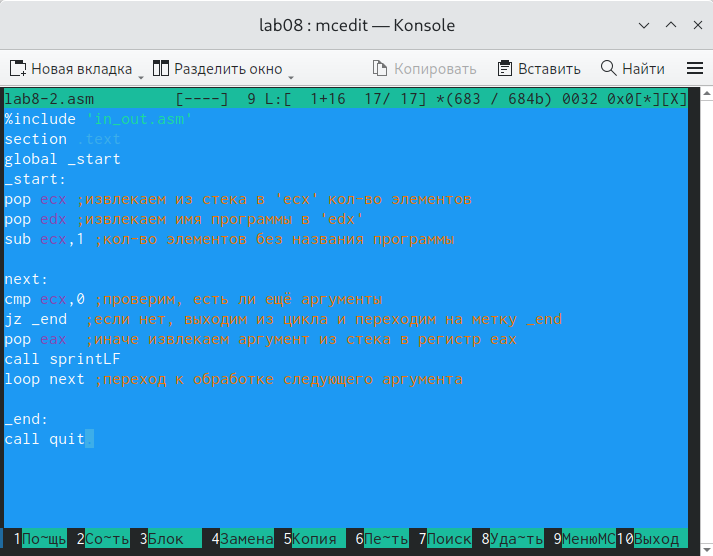 lab08 : mcedit — Konsole
Новая вкладка Разделить окно Копировать Вставить Найти
lab8-2.asm [----] 9 L:[ 1+16 17/ 17] *(683 / 684b) 0032 0x0[*][X]
%include 'in_out.asm'
section .text
global _start
_start:
pop ecx ;извлекаем из стека в 'ecx' кол-во элементов
pop edx ;извлекаем имя программы в 'edx'
sub ecx,1 ;кол-во элементов без названия программы
next:
cmp ecx,0 ;проверим, есть ли ещё аргументы
jz _end ;если нет, выходим из цикла и переходим на метку _end
pop eax ;иначе извлекаем аргумент из стека в регистр eax
call sprintLF
loop next ;переход к обработке следующего аргумента
_end:
call quit
1По~щь 2Со~ть 3Блок 4Замена 5Копия 6Пе~ть 7Поиск 8Уда~ть 9МенюMC 10Выход